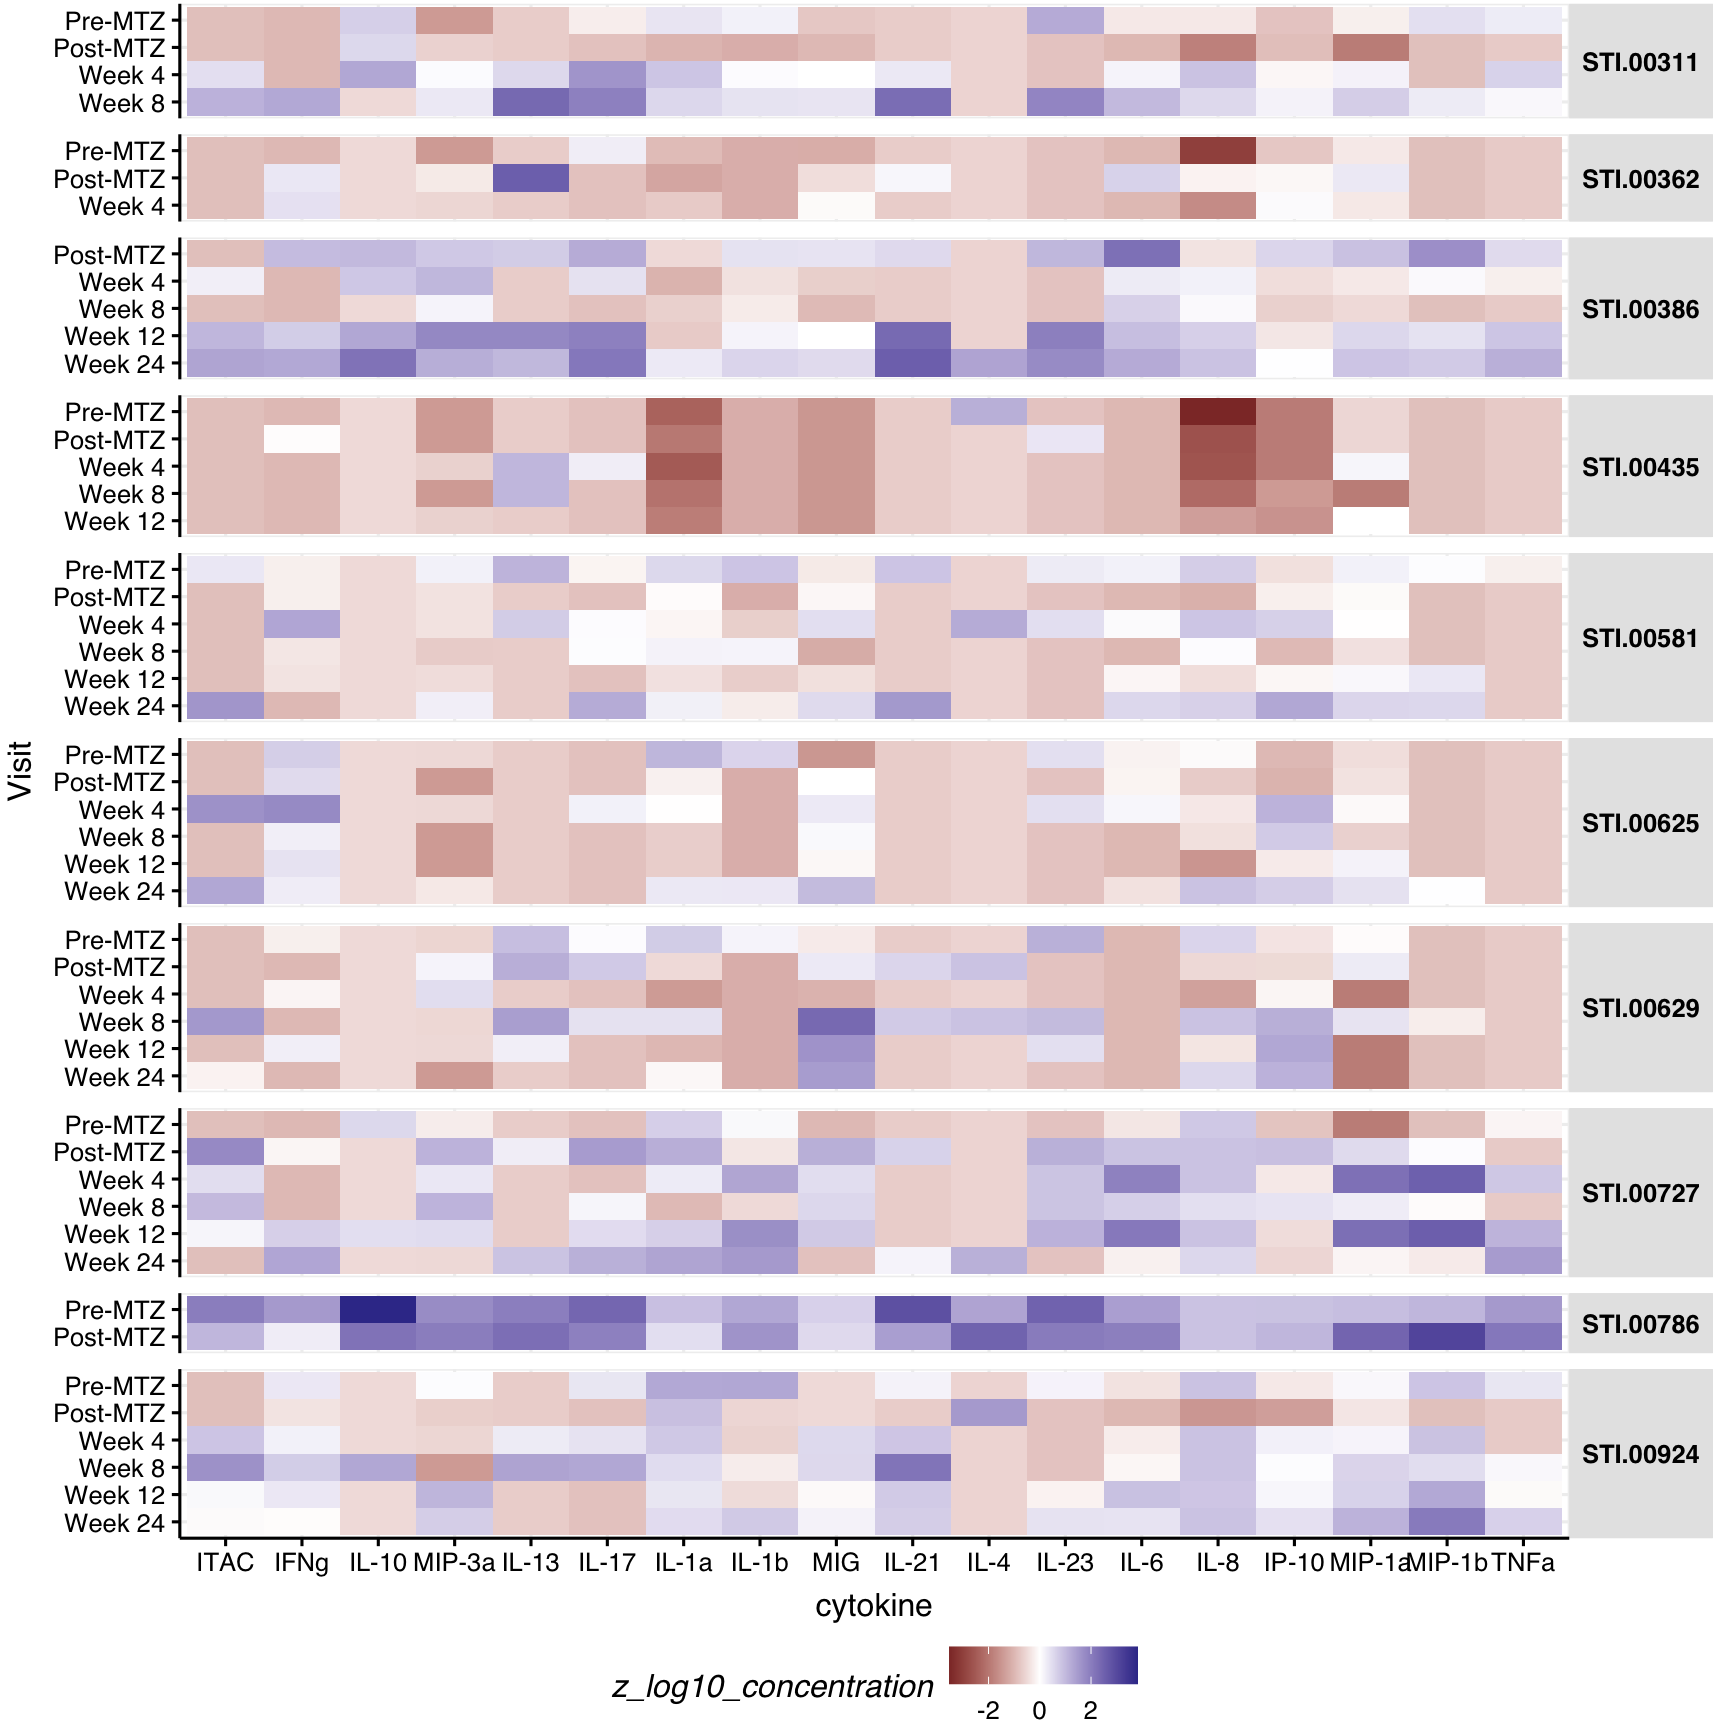 Visit
Pre-MTZ
Post-MTZ
Week 4
Week 8
STI.00311
Pre-MTZ
Post-MTZ
Week 4
STI.00362
Post-MTZ
Week 4
Week 8
Week 12
Week 24
STI.00386
Pre-MTZ
Post-MTZ
Week 4
Week 8
Week 12
STI.00435
Pre-MTZ
Post-MTZ
Week 4
Week 8
Week 12
Week 24
STI.00581
Pre-MTZ
Post-MTZ
Week 4
Week 8
Week 12
Week 24
STI.00625
Pre-MTZ
Post-MTZ
Week 4
Week 8
Week 12
Week 24
STI.00629
Pre-MTZ
Post-MTZ
Week 4
Week 8
Week 12
Week 24
STI.00727
Pre-MTZ
Post-MTZ
STI.00786
Pre-MTZ
Post-MTZ
Week 4
Week 8
Week 12
Week 24
STI.00924
ITAC IFNg IL-10 MIP-3a IL-13 IL-17 IL-1a IL-1b MIG IL-21 IL-4 IL-23 IL-6 IL-8 IP-10 MIP-1a MIP-1b TNFa
cytokine
z_log10_concentration
-2 0 2